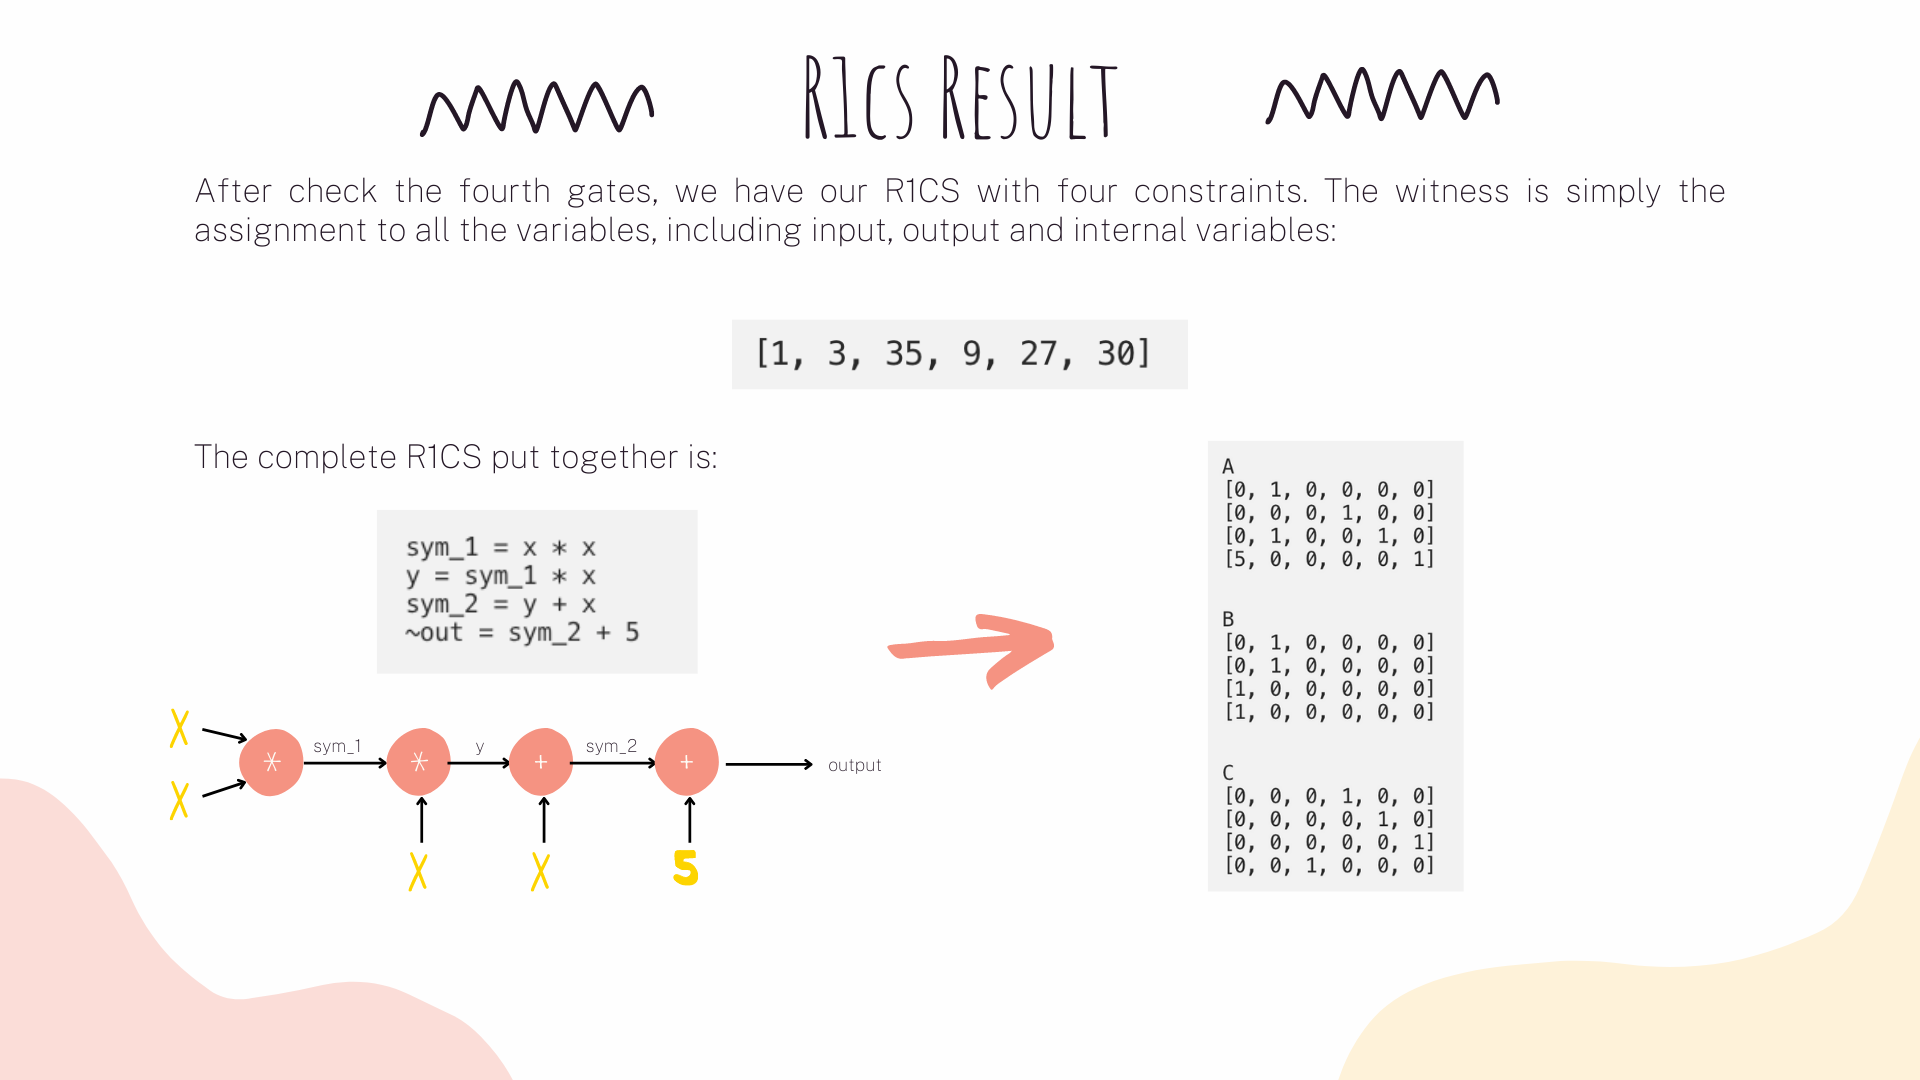 R1CS RESULT
After check the fourth gates, we have our R1CS with four constraints. The witness is simply the
assignment to all the variables, including input, output and internal variables:
[1, 3, 35, 9, 27, 30]
The complete R1CS put together is:
sym_1 = x * x
y = sym_1 * x
sym_2 = y + x
~out = sym_2 + 5
X
X
* sym_1 * y + sym_2 + output
X X 5
A
[0, 1, 0, 0, 0, 0]
[0, 0, 0, 1, 0, 0]
[0, 1, 0, 0, 1, 0]
[5, 0, 0, 0, 0, 1]
B
[0, 1, 0, 0, 0, 0]
[0, 1, 0, 0, 0, 0]
[1, 0, 0, 0, 0, 0]
[1, 0, 0, 0, 0, 0]
C
[0, 0, 0, 1, 0, 0]
[0, 0, 0, 0, 1, 0]
[0, 0, 0, 0, 0, 1]
[0, 0, 1, 0, 0, 0]